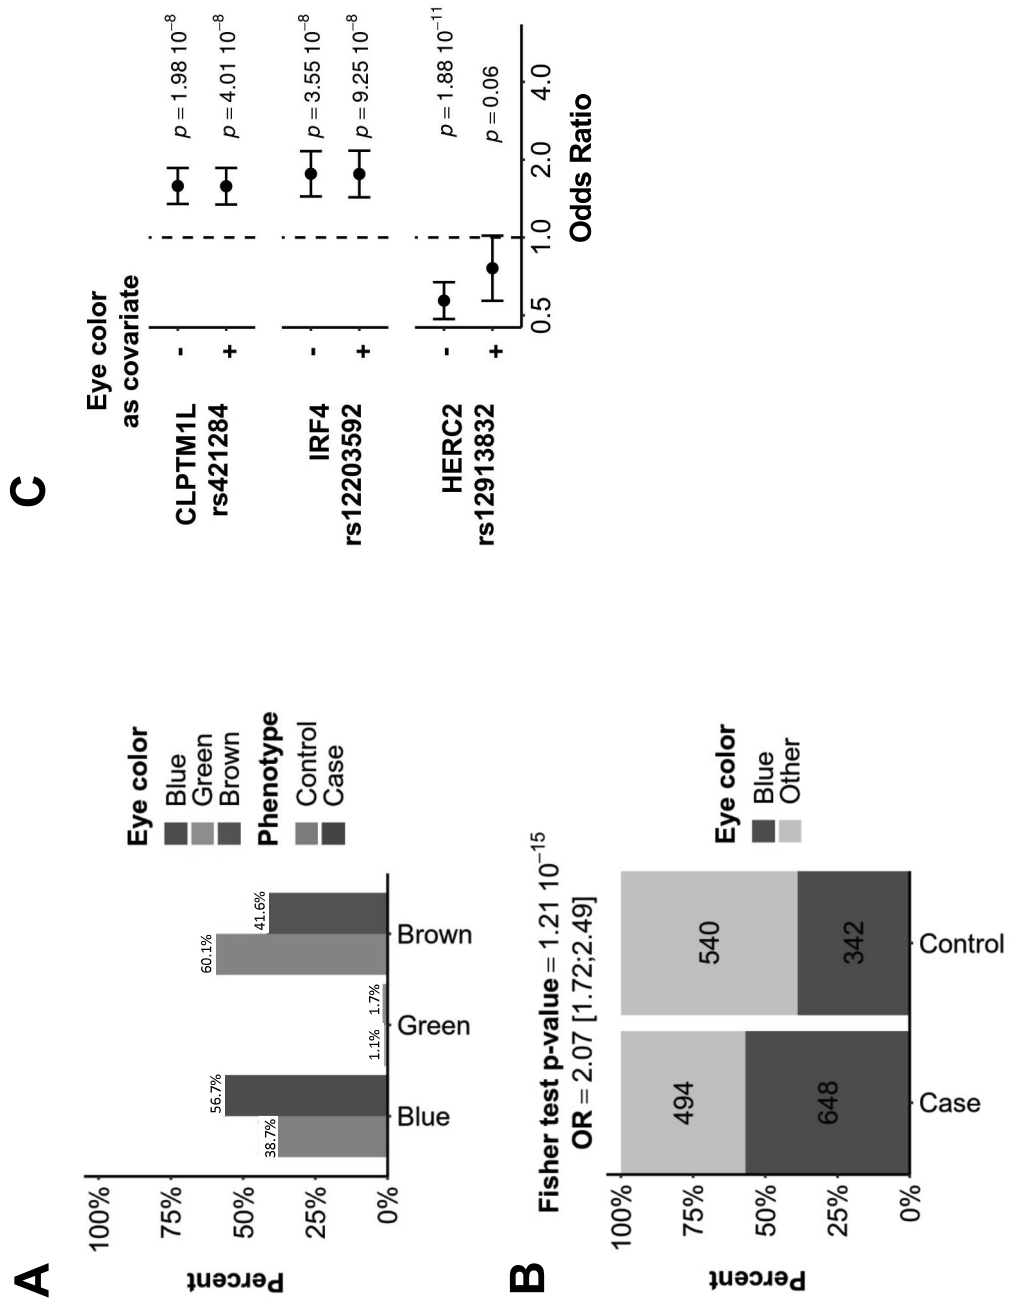 A
Percent
100%
75%
50%
25%
0%
38.7%
56.7%
1.1%
1.7%
60.1%
41.6%
Blue
Green
Brown
Eye color
Blue
Green
Brown
Phenotype
Control
Case
B
Fisher test p-value = 1.21 10⁻¹⁵
OR = 2.07 [1.72;2.49]
Percent
100%
75%
50%
25%
0%
494
540
648
342
Case
Control
Eye color
Blue
Other
C
Eye color
as covariate
CLPTM1L
rs421284
- p = 1.98 10⁻⁸
+ p = 4.01 10⁻⁸
IRF4
rs12203592
- p = 3.55 10⁻⁸
+ p = 9.25 10⁻⁸
HERC2
rs12913832
- p = 1.88 10⁻¹¹
+ p = 0.06
0.5 1.0 2.0 4.0
Odds Ratio